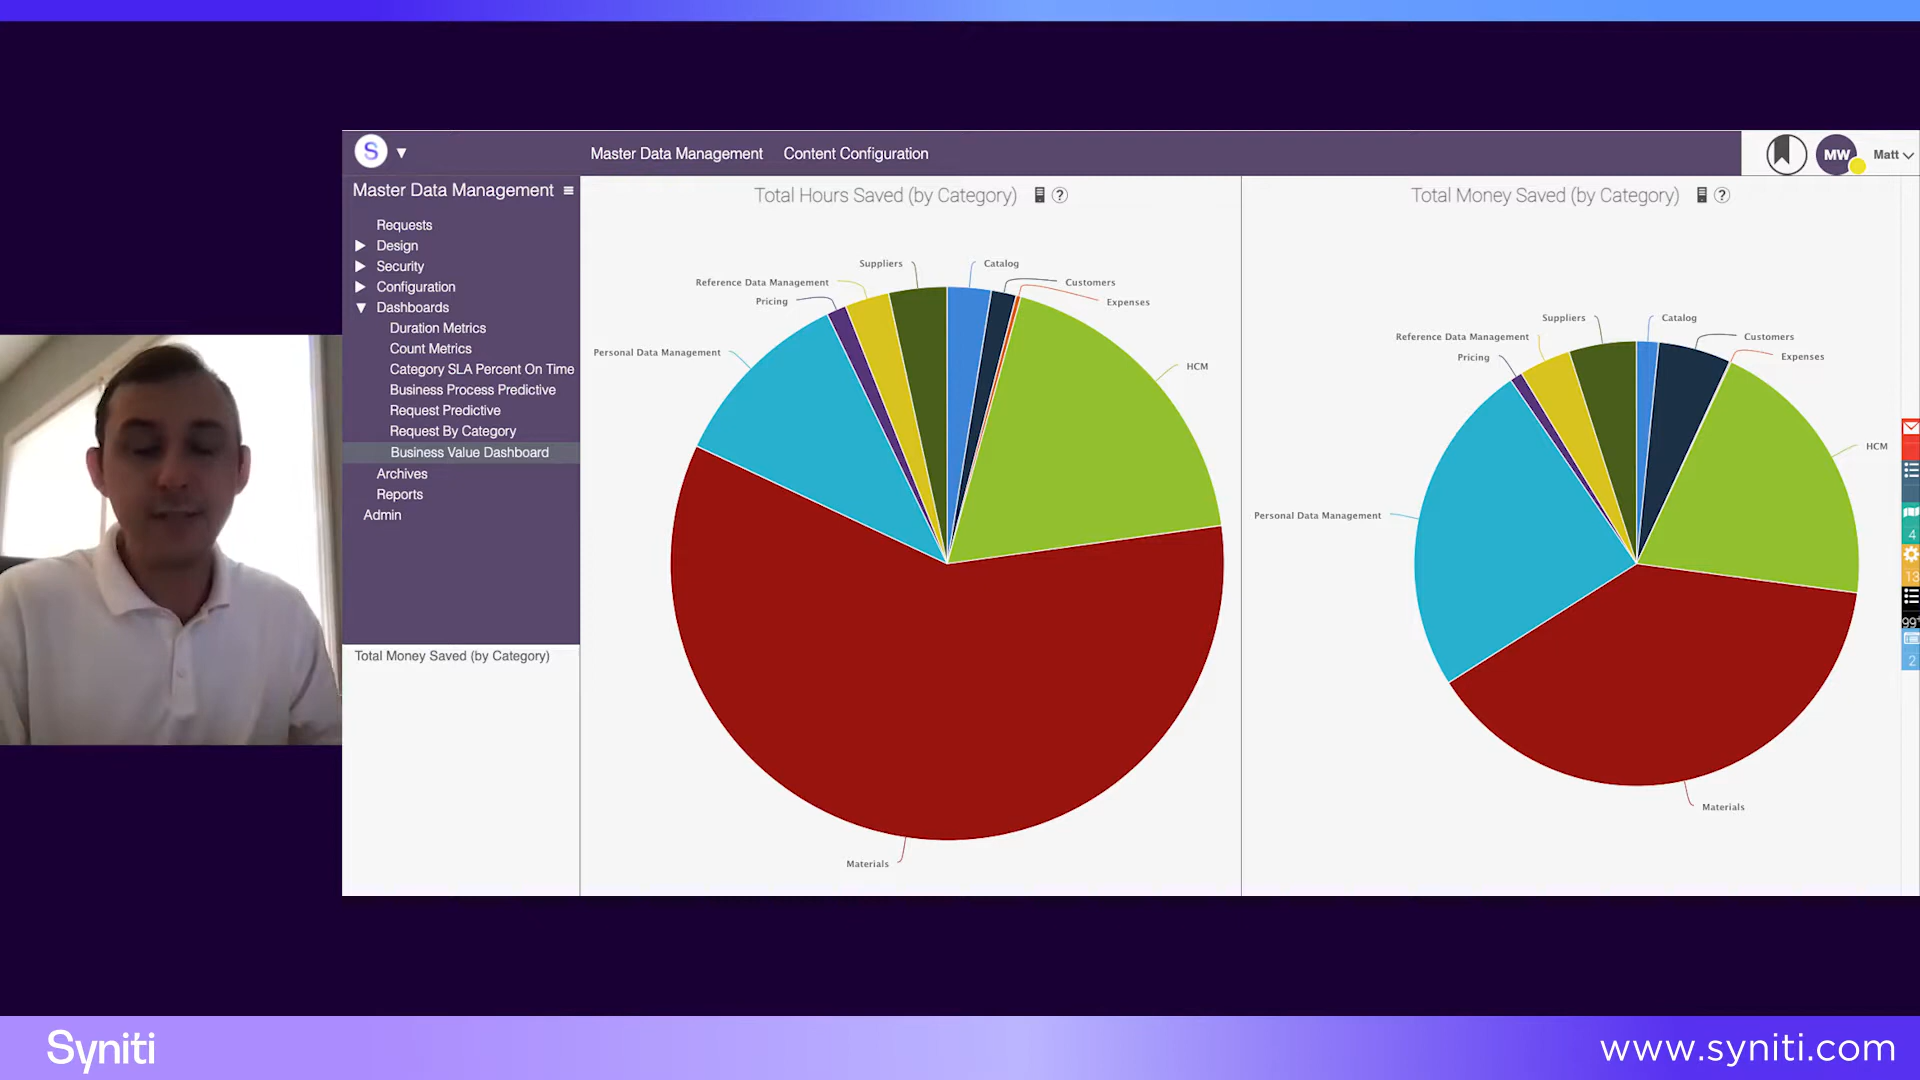 S
Master Data Management Content Configuration
MW
Matt
Master Data Management
Requests
Design
Security
Configuration
Dashboards
Duration Metrics
Count Metrics
Category SLA Percent On Time
Business Process Predictive
Request Predictive
Request By Category
Business Value Dashboard
Archives
Reports
Admin
Total Money Saved (by Category)
Total Hours Saved (by Category)
?
Suppliers
Catalog
Reference Data Management
Customers
Pricing
Expenses
Personal Data Management
HCM
Materials
Total Money Saved (by Category)
?
Suppliers
Catalog
Reference Data Management
Customers
Pricing
Expenses
HCM
Personal Data Management
Materials
4
13
99+
2
Syniti
www.syniti.com